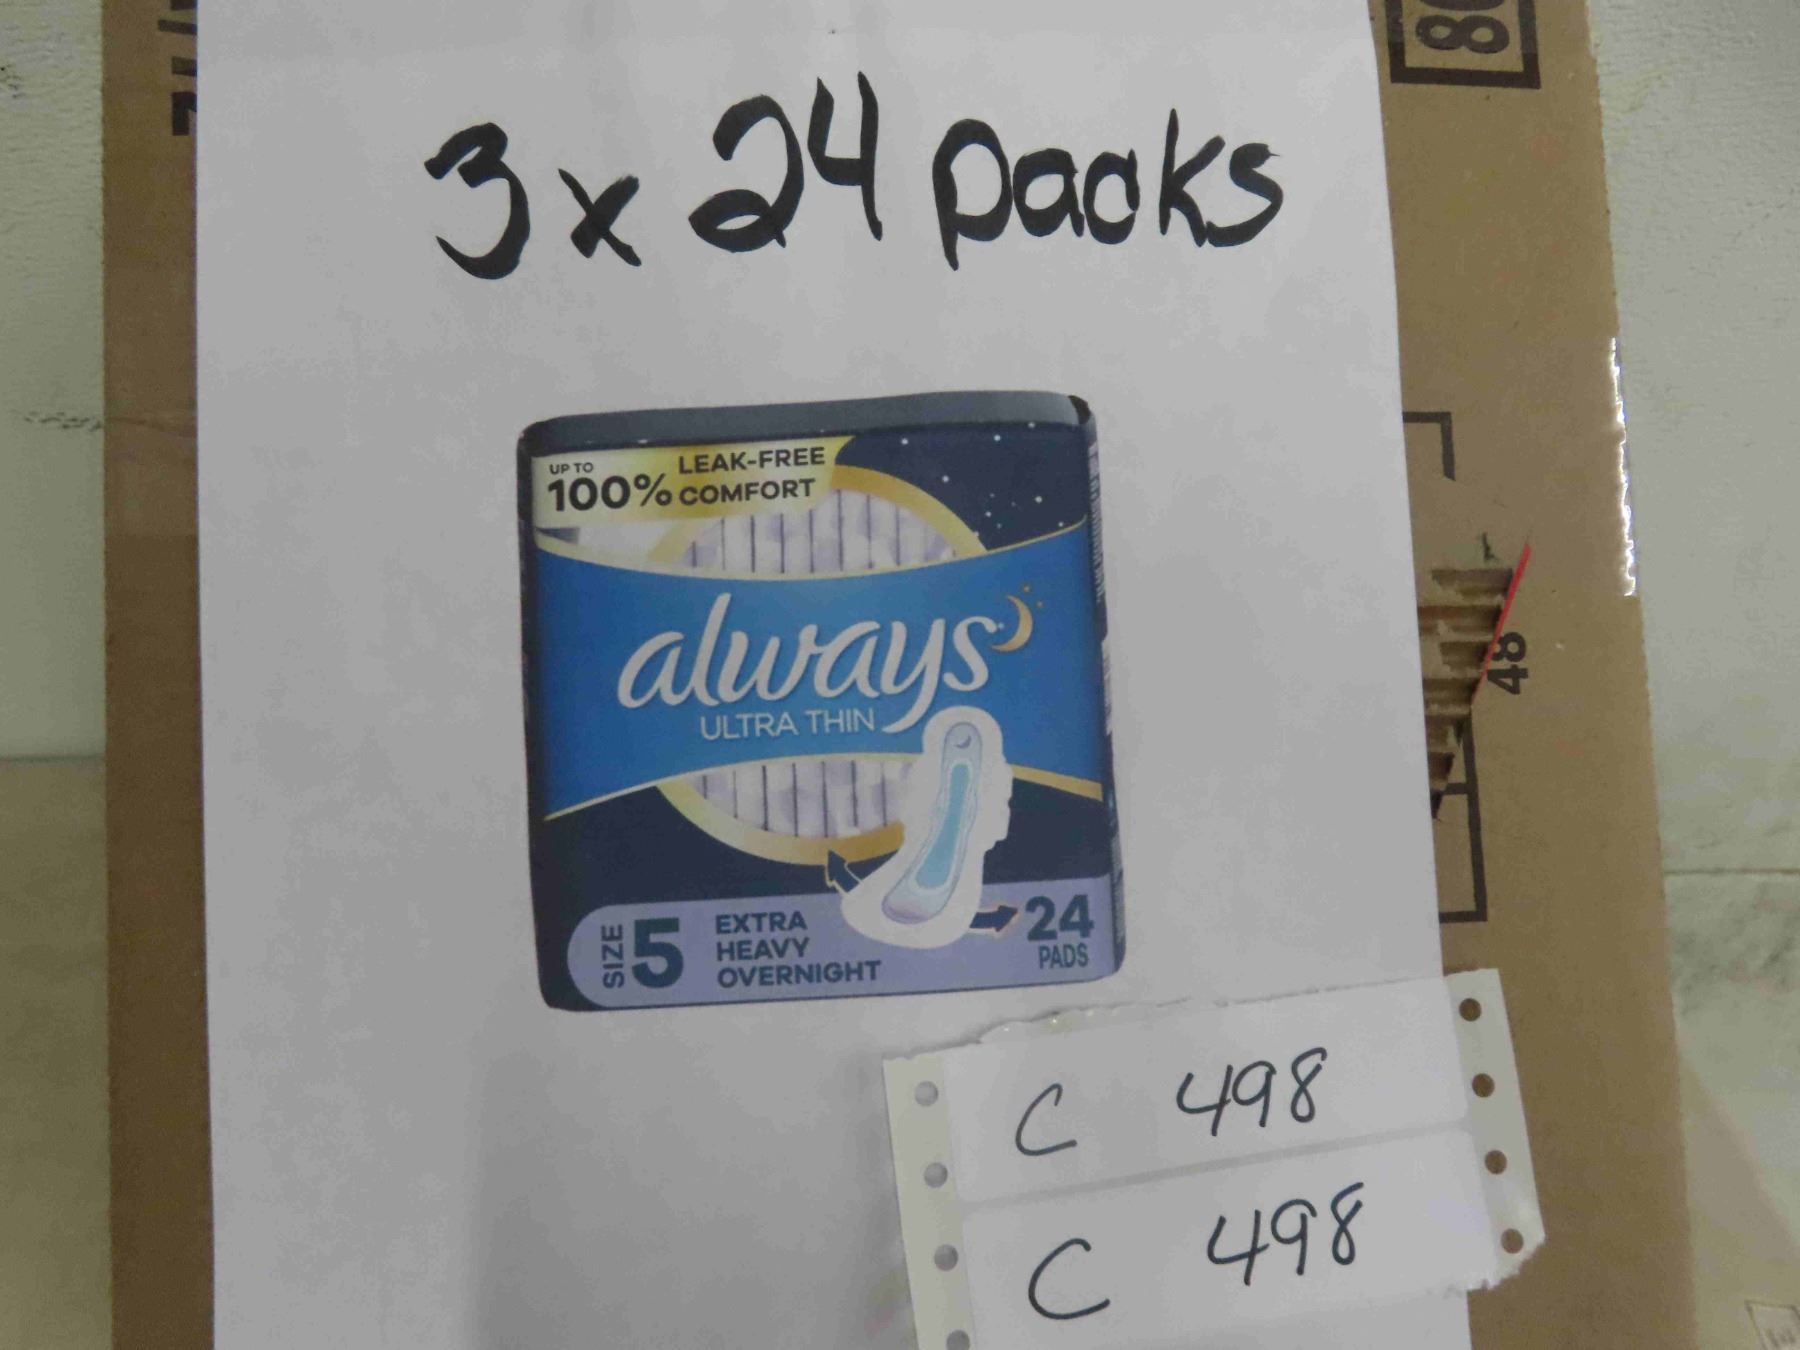 3 x 24 packs
80
UP TO
100% LEAK-FREE COMFORT
always
ULTRA THIN
SIZE 5
EXTRA
HEAVY
OVERNIGHT
24
PADS
48
C 498
C 498